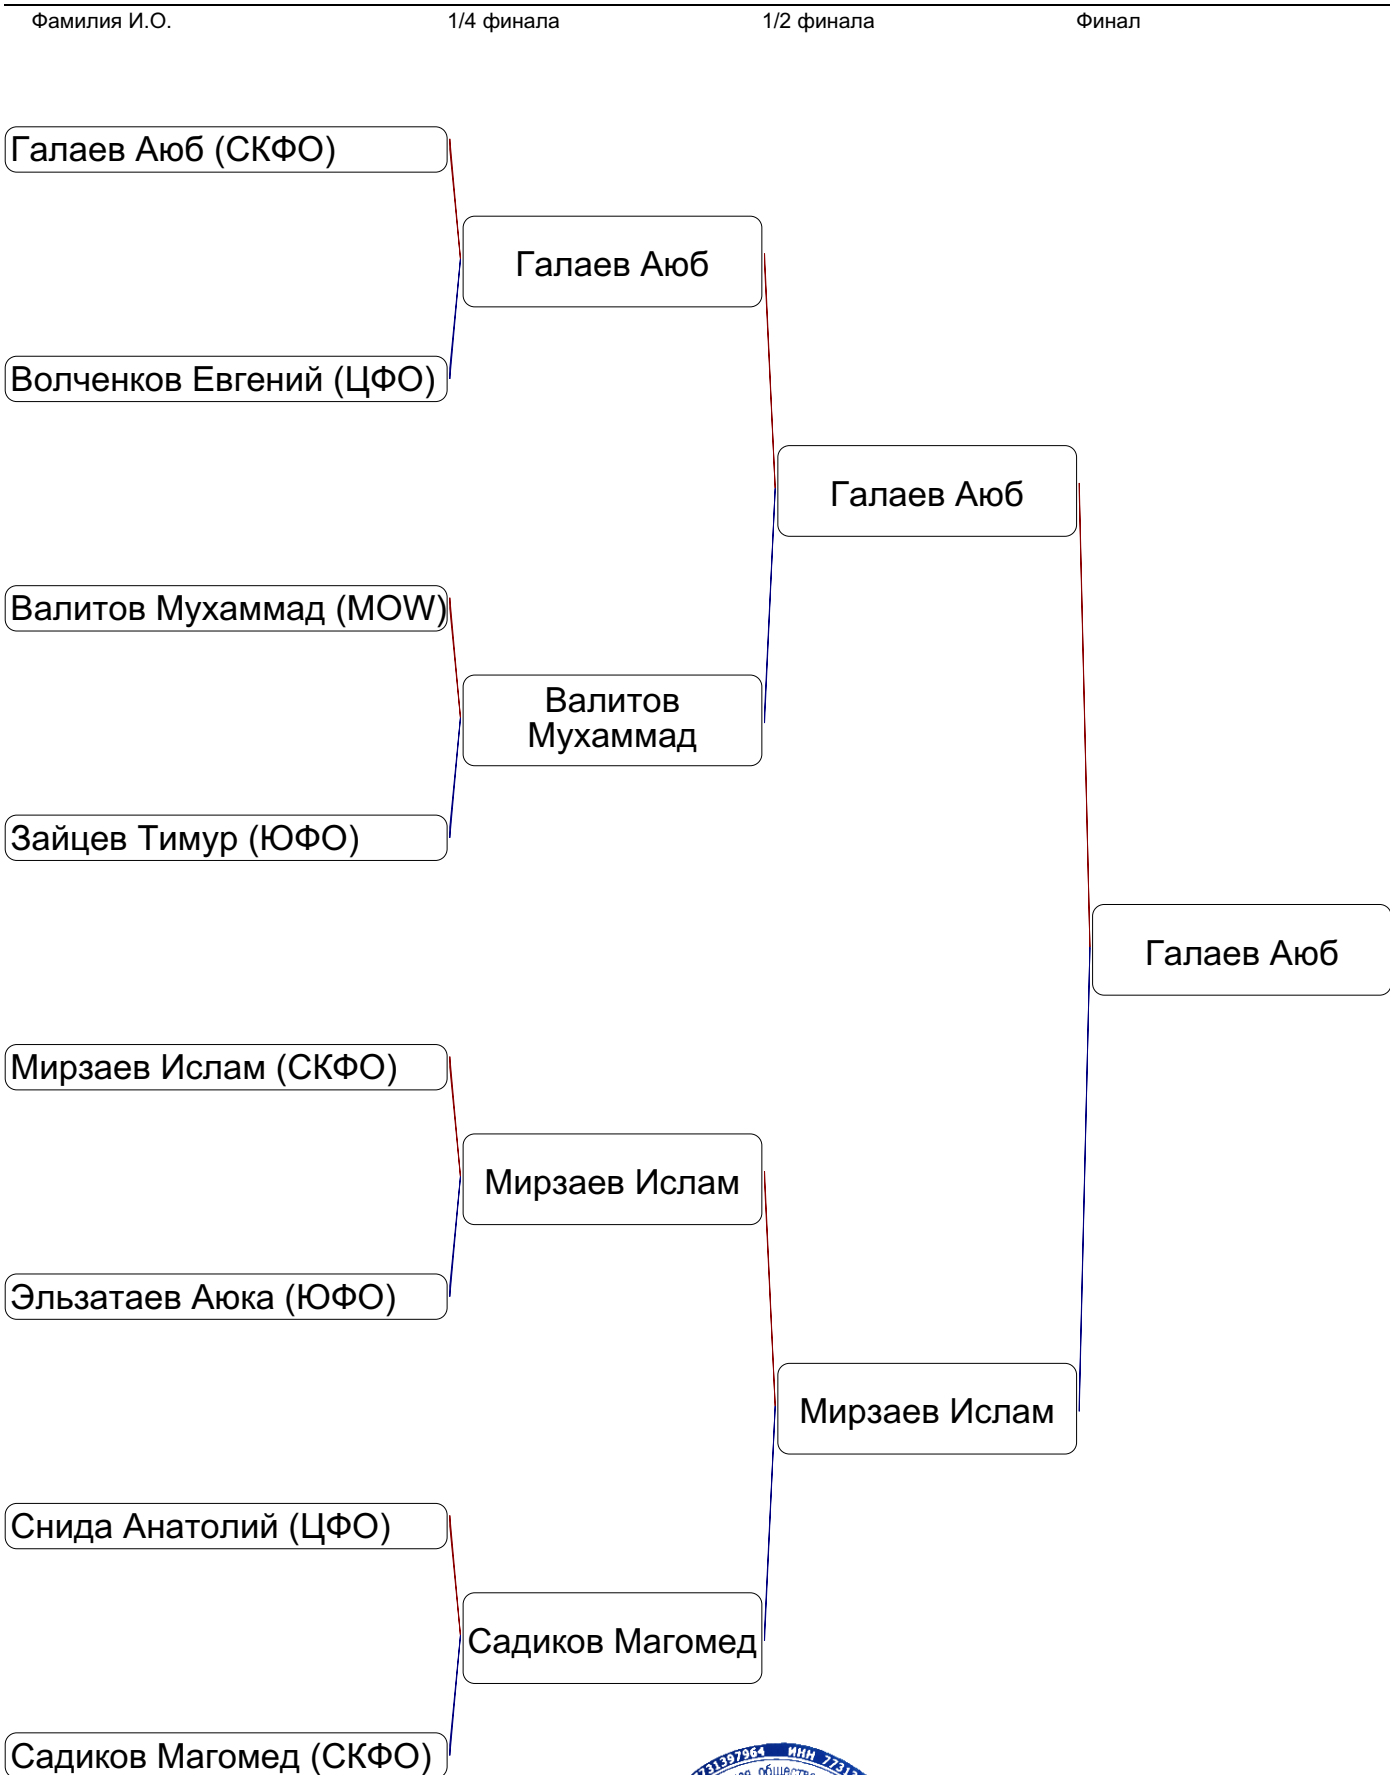 Фамилия И.О. 1/4 финала 1/2 финала Финал
Галаев Аюб (СКФО)
Галаев Аюб
Волченков Евгений (ЦФО)
Галаев Аюб
Валитов Мухаммад (MOW)
Валитов
Мухаммад
Зайцев Тимур (ЮФО)
Галаев Аюб
Мирзаев Ислам (СКФО)
Мирзаев Ислам
Эльзатаев Аюка (ЮФО)
Мирзаев Ислам
Снида Анатолий (ЦФО)
Садиков Магомед
Садиков Магомед (СКФО)
ИНН